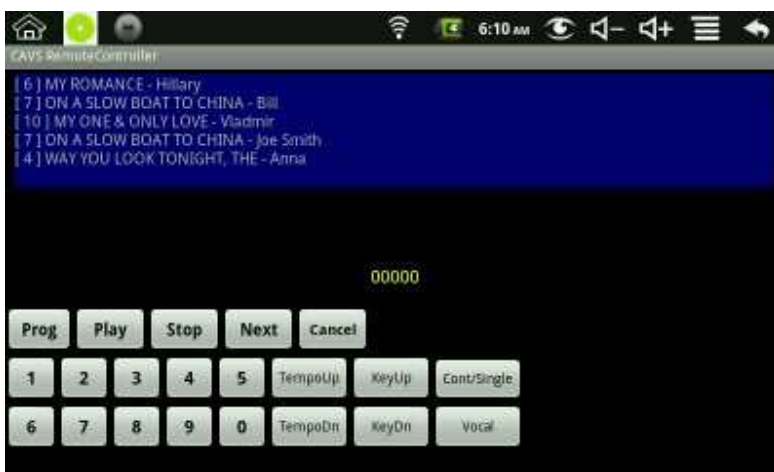 6:10 AM
CAVS RemoteController
[ 6 ] MY ROMANCE - Hillary
[ 7 ] ON A SLOW BOAT TO CHINA - Bill
[ 10 ] MY ONE & ONLY LOVE - Vladmir
[ 7 ] ON A SLOW BOAT TO CHINA - Joe Smith
[ 4 ] WAY YOU LOOK TONIGHT, THE - Anna
00000
Prog Play Stop Next Cancel
1 2 3 4 5 TempoUp KeyUp Cont/Single
6 7 8 9 0 TempoDn KeyDn Vocal